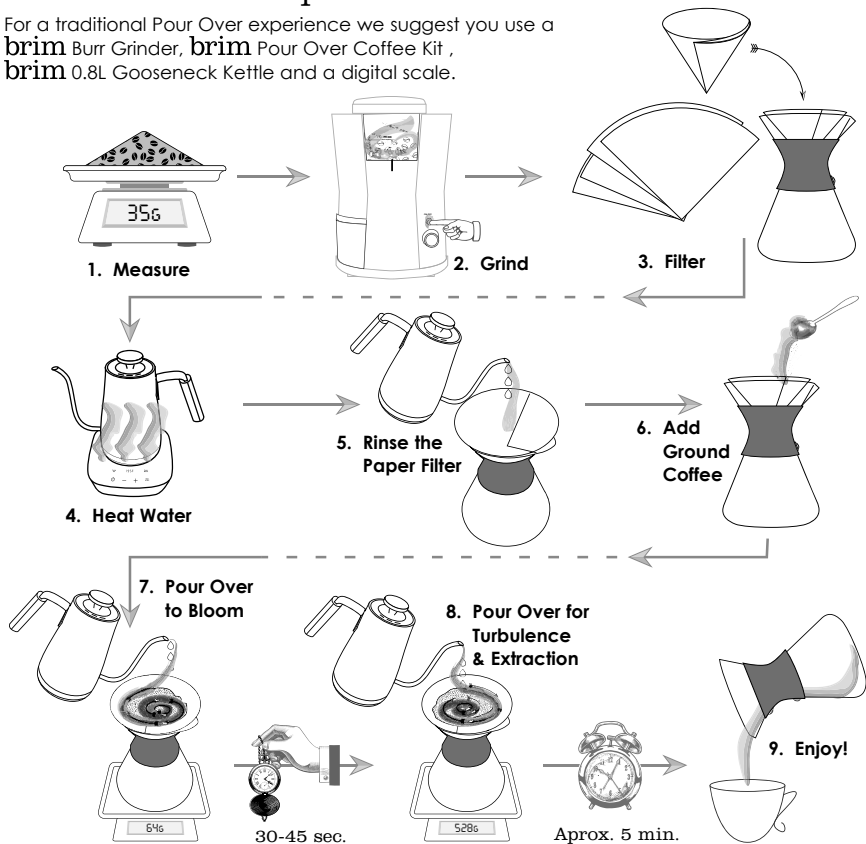 For a traditional Pour Over experience we suggest you use a
brim Burr Grinder, brim Pour Over Coffee Kit ,
brim 0.8L Gooseneck Kettle and a digital scale.
35G
1. Measure
2. Grind
3. Filter
4. Heat Water
5. Rinse the
Paper Filter
6. Add
Ground
Coffee
7. Pour Over
to Bloom
8. Pour Over for
Turbulence
& Extraction
9. Enjoy!
64G
30-45 sec.
528G
Aprox. 5 min.